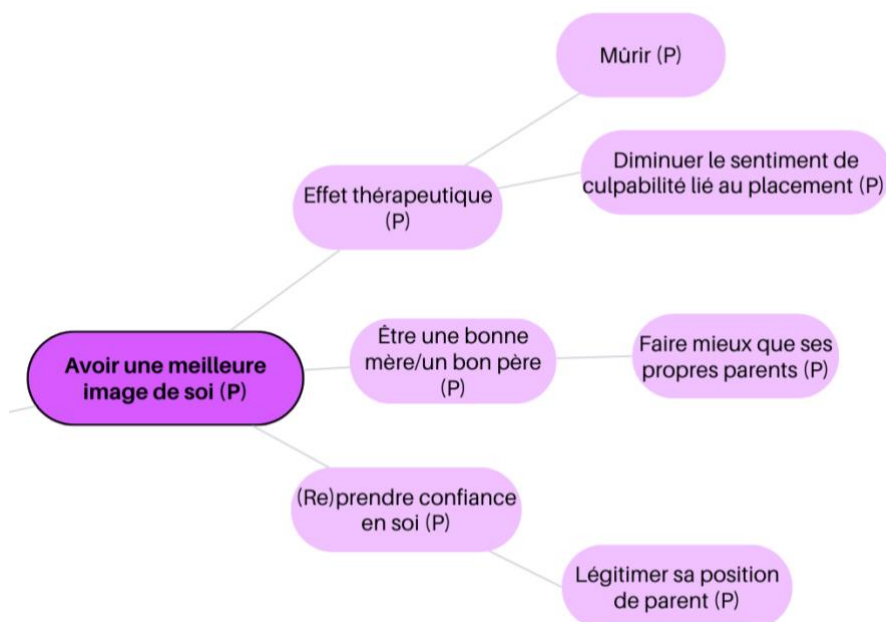 Mûrir (P)
Diminuer le sentiment de
culpabilité lié au placement (P)
Effet thérapeutique
(P)
Avoir une meilleure
image de soi (P)
Être une bonne
mère/un bon père
(P)
Faire mieux que ses
propres parents (P)
(Re)prendre confiance
en soi (P)
Légitimer sa position
de parent (P)